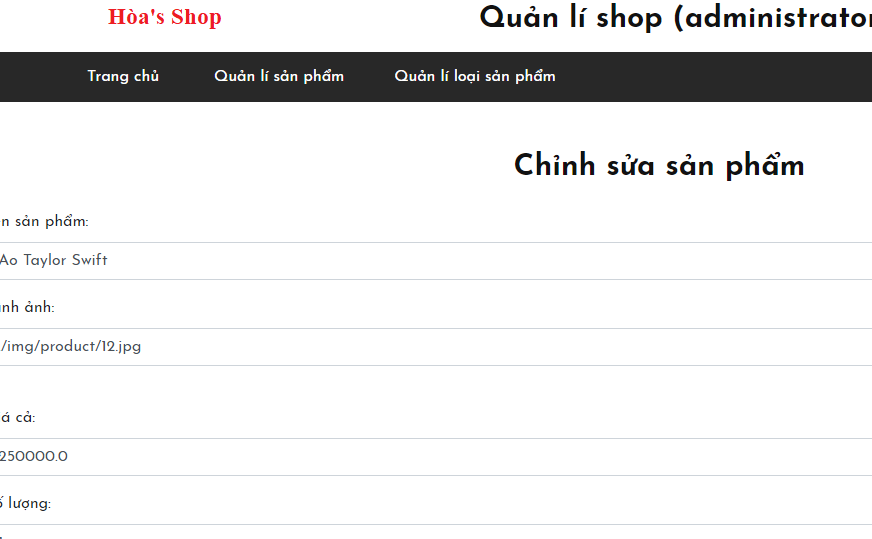 Hòa's Shop
Quản lí shop (administrator
Trang chủ Quản lí sản phẩm Quản lí loại sản phẩm
Chỉnh sửa sản phẩm
sản phẩm:
Ao Taylor Swift
ảnh:
/img/product/12.jpg
cả:
250000.0
lượng: